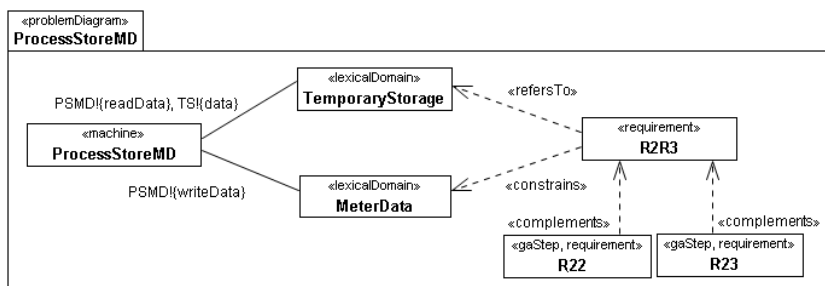 «problemDiagram»
ProcessStoreMD
«lexicalDomain»
TemporaryStorage
«refersTo»
PSMD!{readData}, TS!{data}
«machine»
ProcessStoreMD
«requirement»
R2R3
PSMD!{writeData}
«lexicalDomain»
MeterData
«constrains»
«complements»
«complements»
«gaStep, requirement»
R22
«gaStep, requirement»
R23